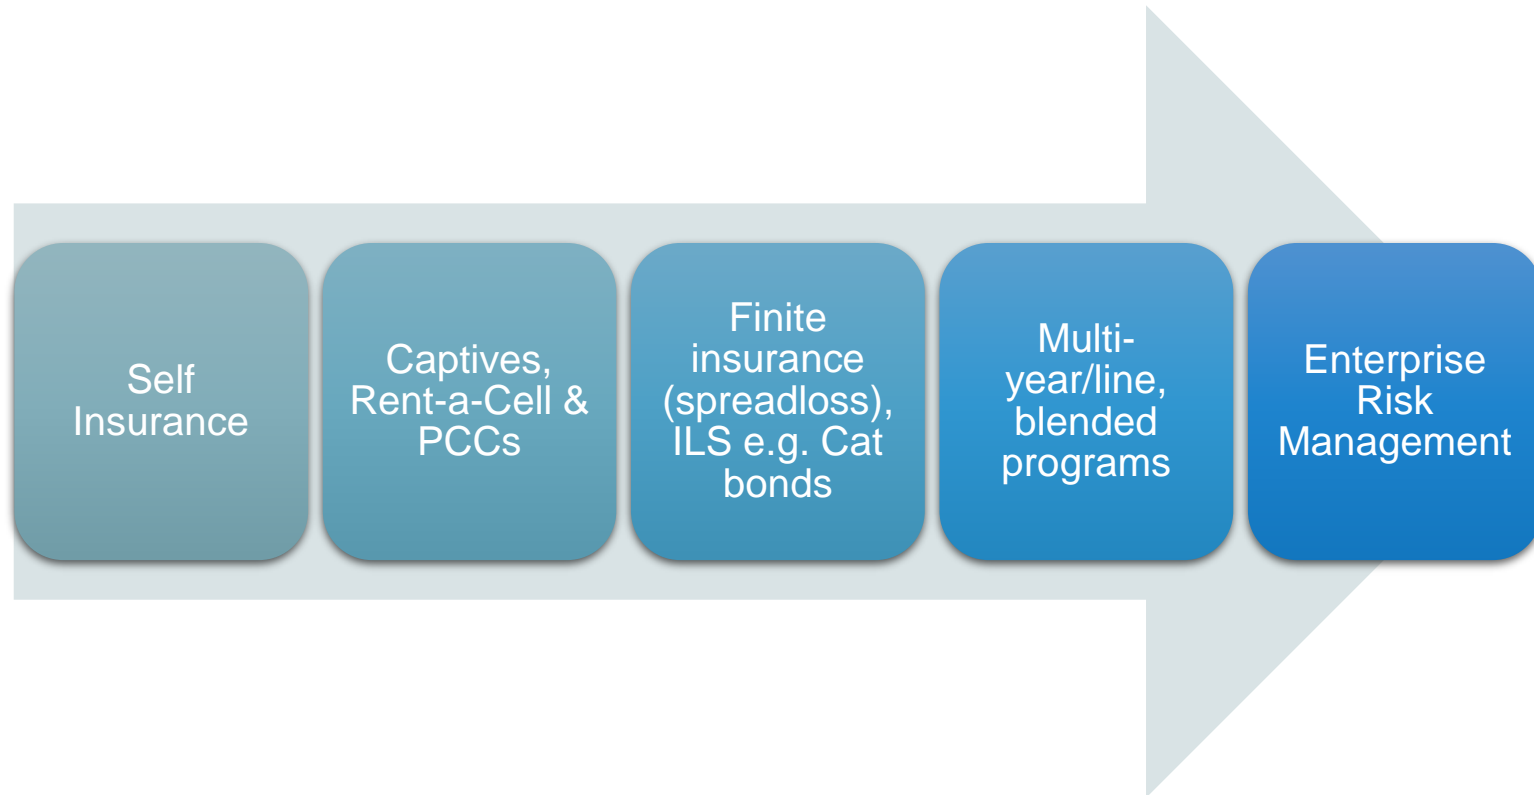 Self
Insurance
Captives,
Rent-a-Cell &
PCCs
Finite
insurance
(spreadloss),
ILS e.g. Cat
bonds
Multi-
year/line,
blended
programs
Enterprise
Risk
Management